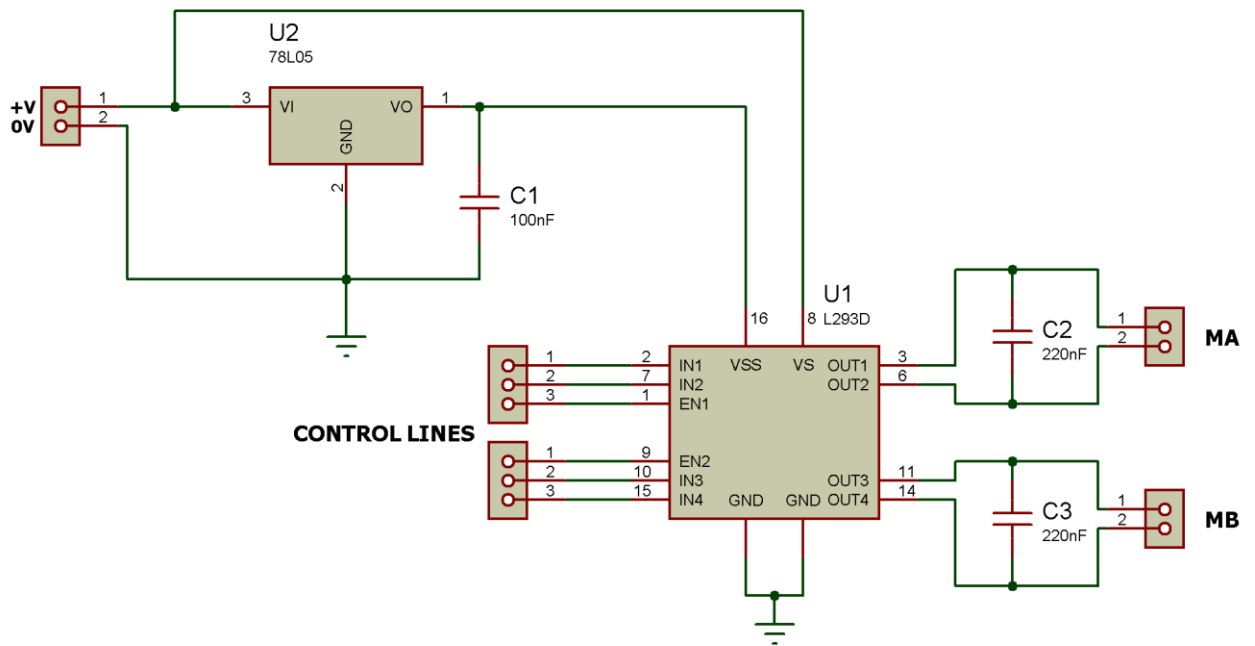 U2
78L05
+V 1 3 VI VO 1
0V 2
GND
2
C1
100nF
U1
16 8 L293D
1 2 IN1 VSS VS OUT1 3
2 7 IN2 OUT2 6
3 1 EN1
C2
220nF
1
2
MA
CONTROL LINES
1 9 EN2
2 10 IN3 OUT3 11
3 15 IN4 GND GND OUT4 14
C3
220nF
1
2
MB